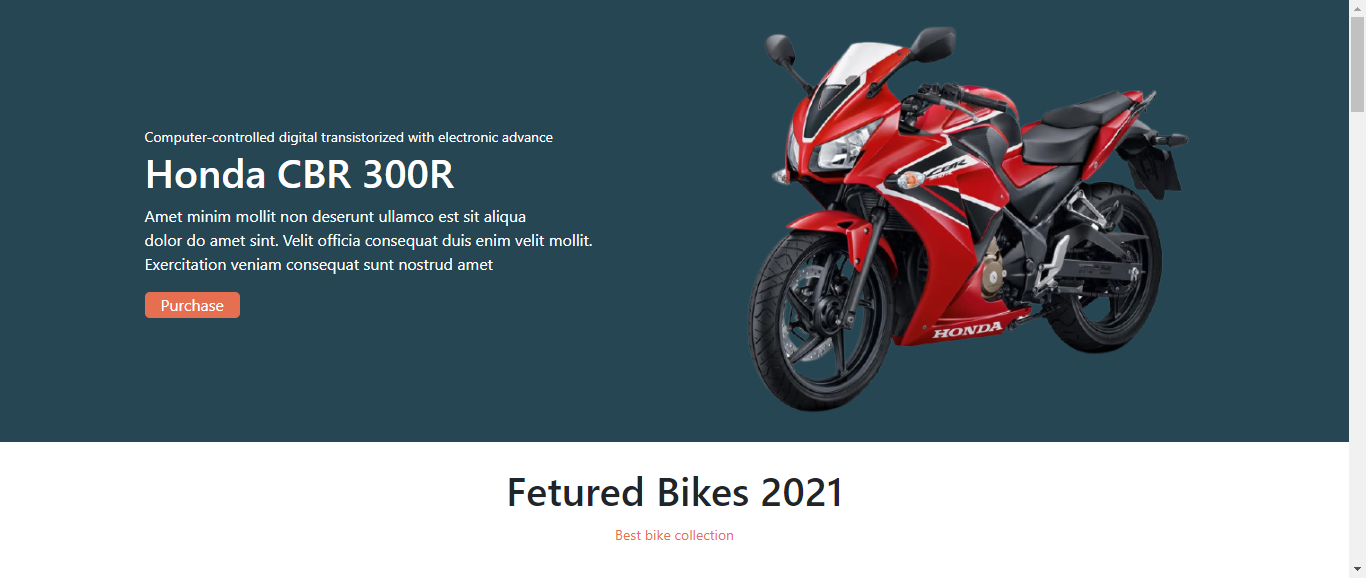 Computer-controlled digital transistorized with electronic advance
Honda CBR 300R
Amet minim mollit non deserunt ullamco est sit aliqua
dolor do amet sint. Velit officia consequat duis enim velit mollit.
Exercitation veniam consequat sunt nostrud amet
Purchase
CBR
HONDA
Fetured Bikes 2021
Best bike collection